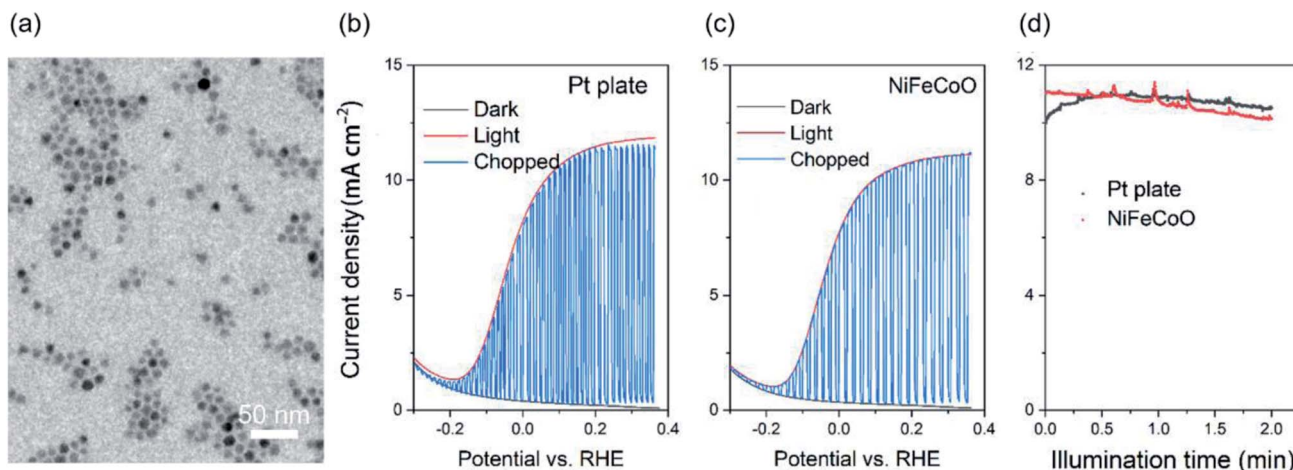 (a)
(b)
(c)
(d)
50 nm
Current density (mA cm⁻²)
15
10
5
0
Pt plate
Dark
Light
Chopped
-0.2
0.0
0.2
0.4
Potential vs. RHE
15
10
5
0
NiFeCoO
Dark
Light
Chopped
-0.2
0.0
0.2
0.4
Potential vs. RHE
12
8
4
0
Pt plate
NiFeCoO
0.0
0.5
1.0
1.5
2.0
Illumination time (min)